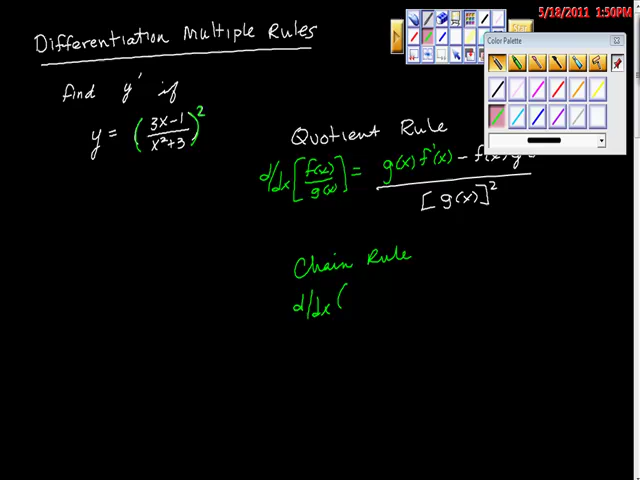 5/18/2011 1:50PM
Differentiation Multiple Rules
Start
Color Palette
find y' if
y = ( 3x-1 / x²+3 )²
Quotient Rule
d/dx [ f(x) / g(x) ] = g(x) f'(x) - f(x) g / [ g(x) ]²
Chain Rule
d/dx (